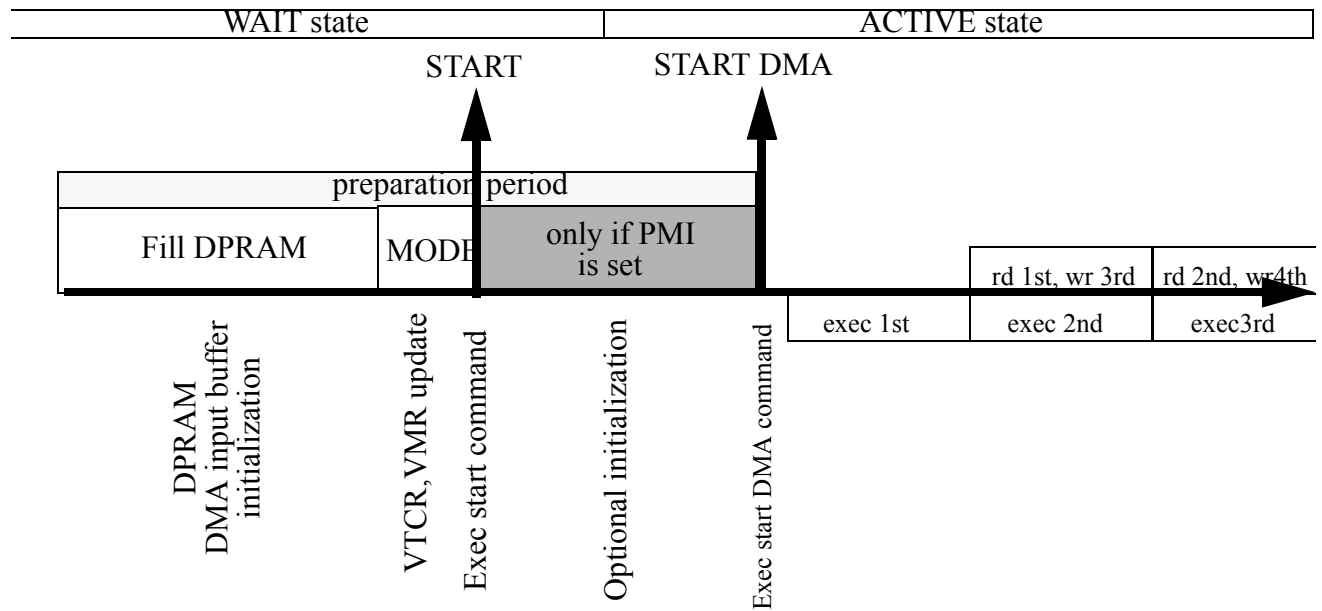 WAIT state
ACTIVE state
START
START DMA
preparation period
Fill DPRAM
MODE
only if PMI
is set
rd 1st, wr 3rd
rd 2nd, wr4th
exec 1st
exec 2nd
exec3rd
DPRAM
DMA input buffer
initialization
VTCR, VMR update
Exec start command
Optional initialization
Exec start DMA command